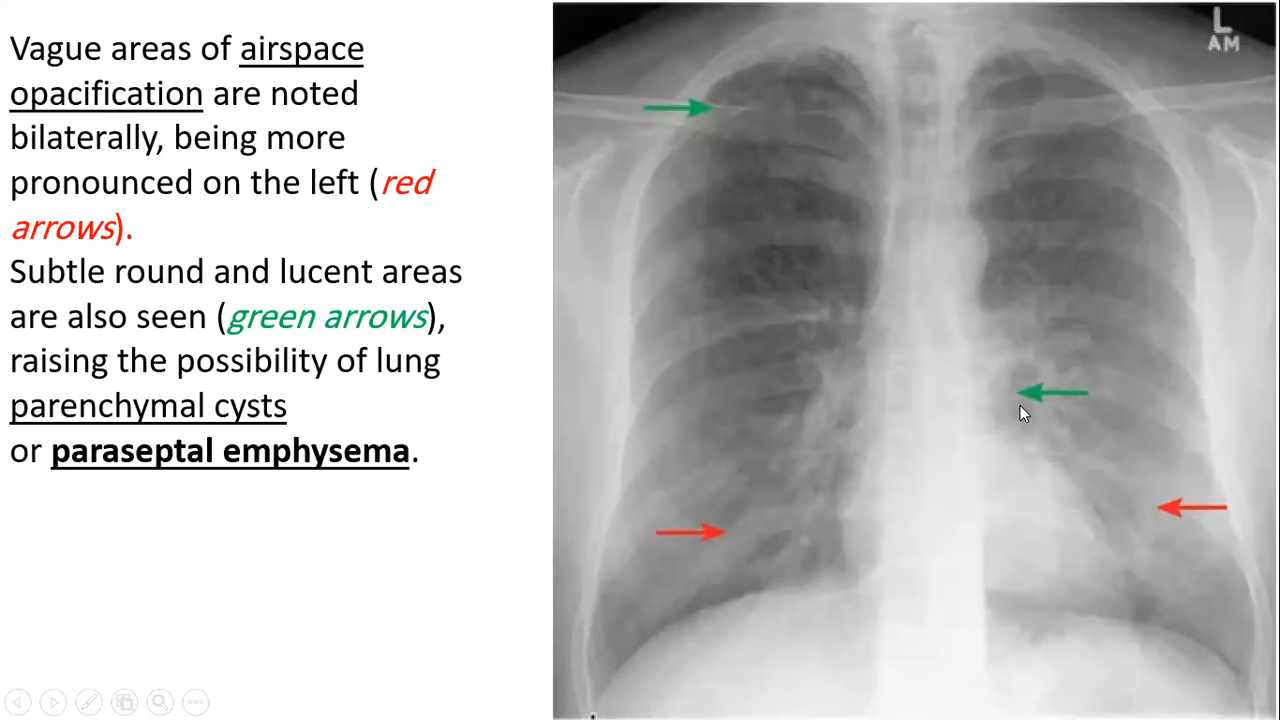 Vague areas of airspace
opacification are noted
bilaterally, being more
pronounced on the left (red
arrows).
Subtle round and lucent areas
are also seen (green arrows),
raising the possibility of lung
parenchymal cysts
or paraseptal emphysema.
L
AM